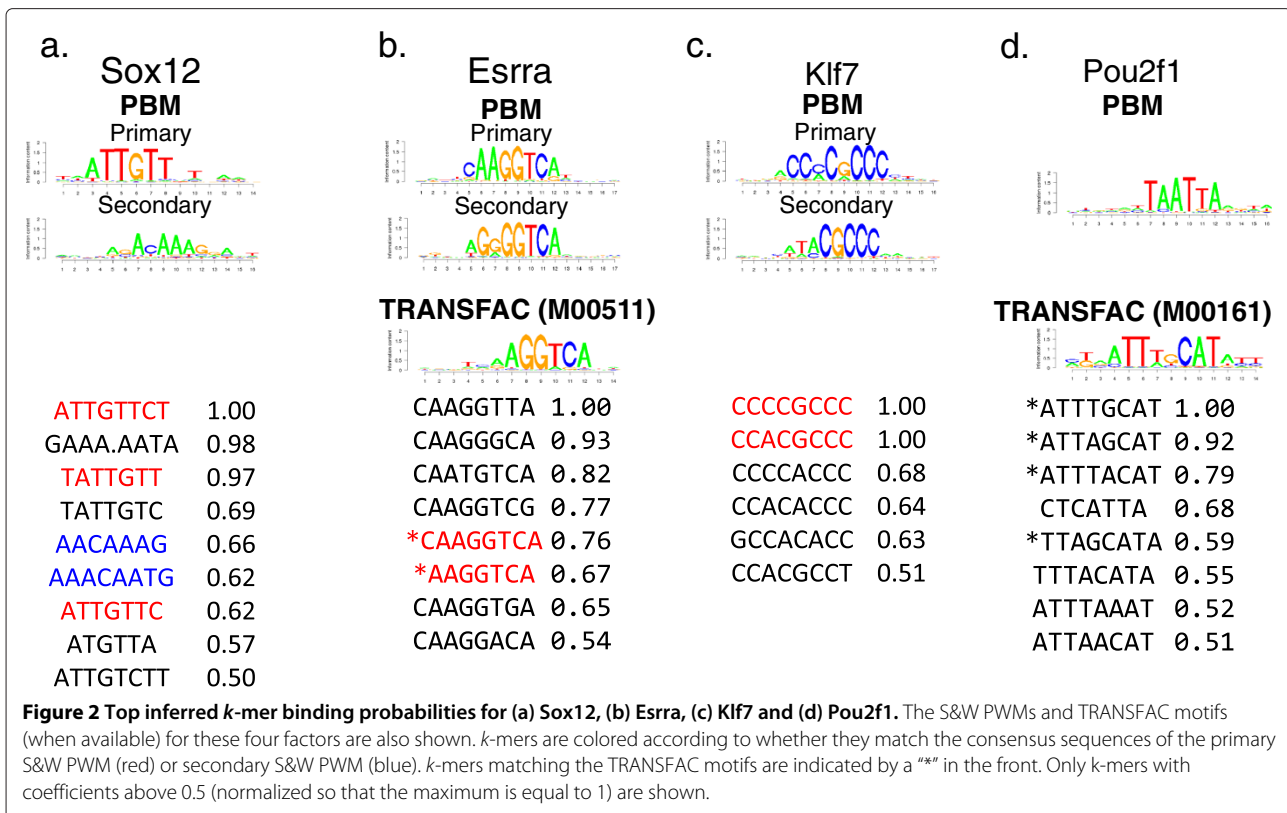 a.
Sox12
PBM
Primary
Secondary
ATTGTTCT 1.00
GAAA.AATA 0.98
TATTGTT 0.97
TATTGTC 0.69
AACAAAG 0.66
AAACAATG 0.62
ATTGTTC 0.62
ATGTTA 0.57
ATTGTCTT 0.50
b.
Esrra
PBM
Primary
Secondary
TRANSFAC (M00511)
CAAGGTTA 1.00
CAAGGGCA 0.93
CAATGTCA 0.82
CAAGGTCG 0.77
*CAAGGTCA 0.76
*AAGGTCA 0.67
CAAGGTGA 0.65
CAAGGACA 0.54
c.
Klf7
PBM
Primary
Secondary
CCCCGCCC 1.00
CCACGCCC 1.00
CCCCACCC 0.68
CCACACCC 0.64
GCCACACC 0.63
CCACGCCT 0.51
d.
Pou2f1
PBM
TRANSFAC (M00161)
*ATTTGCAT 1.00
*ATTAGCAT 0.92
*ATTTACAT 0.79
CTCATTA 0.68
*TTAGCATA 0.59
TTTACATA 0.55
ATTTAAAT 0.52
ATTAACAT 0.51
Figure 2 Top inferred k-mer binding probabilities for (a) Sox12, (b) Esrra, (c) Klf7 and (d) Pou2f1. The S&W PWMs and TRANSFAC motifs
(when available) for these four factors are also shown. k-mers are colored according to whether they match the consensus sequences of the primary
S&W PWM (red) or secondary S&W PWM (blue). k-mers matching the TRANSFAC motifs are indicated by a “*” in the front. Only k-mers with
coefficients above 0.5 (normalized so that the maximum is equal to 1) are shown.